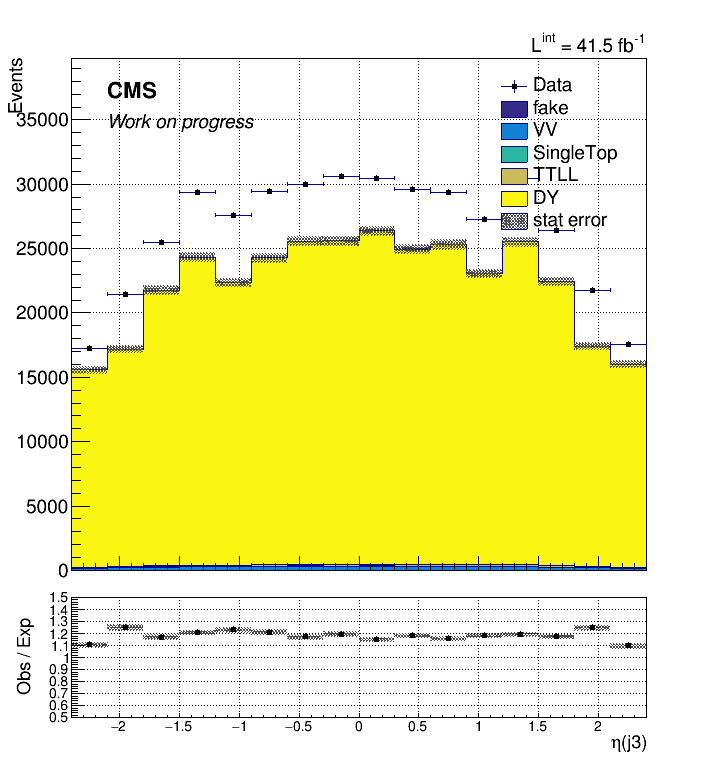 L^int = 41.5 fb^-1
Events
CMS
Work on progress
Data
fake
VV
SingleTop
TTLL
DY
stat error
35000
30000
25000
20000
15000
10000
5000
0
Obs / Exp
1.5
1.4
1.3
1.2
1.1
1
0.9
0.8
0.7
0.6
0.5
−2 −1.5 −1 −0.5 0 0.5 1 1.5 2
η(j3)